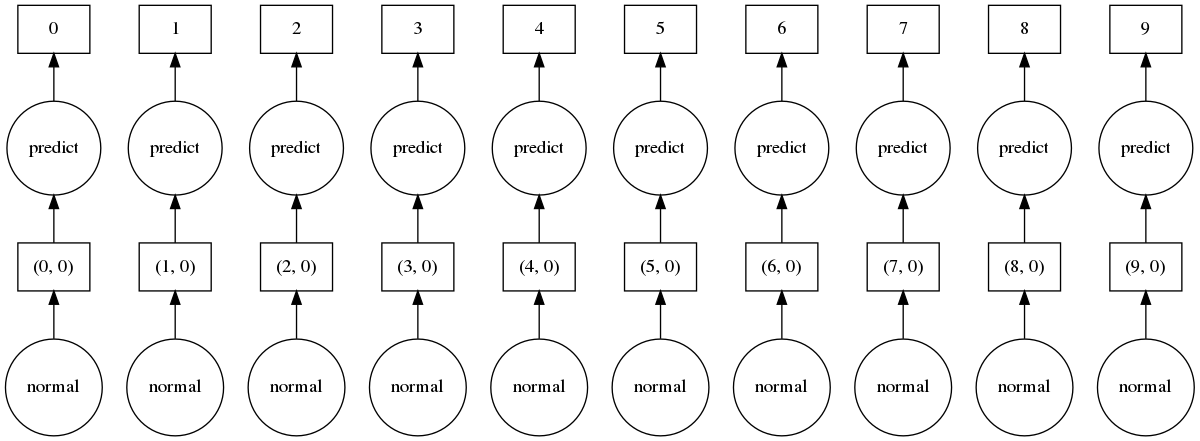 0 1 2 3 4 5 6 7 8 9
predict predict predict predict predict predict predict predict predict predict
(0, 0) (1, 0) (2, 0) (3, 0) (4, 0) (5, 0) (6, 0) (7, 0) (8, 0) (9, 0)
normal normal normal normal normal normal normal normal normal normal